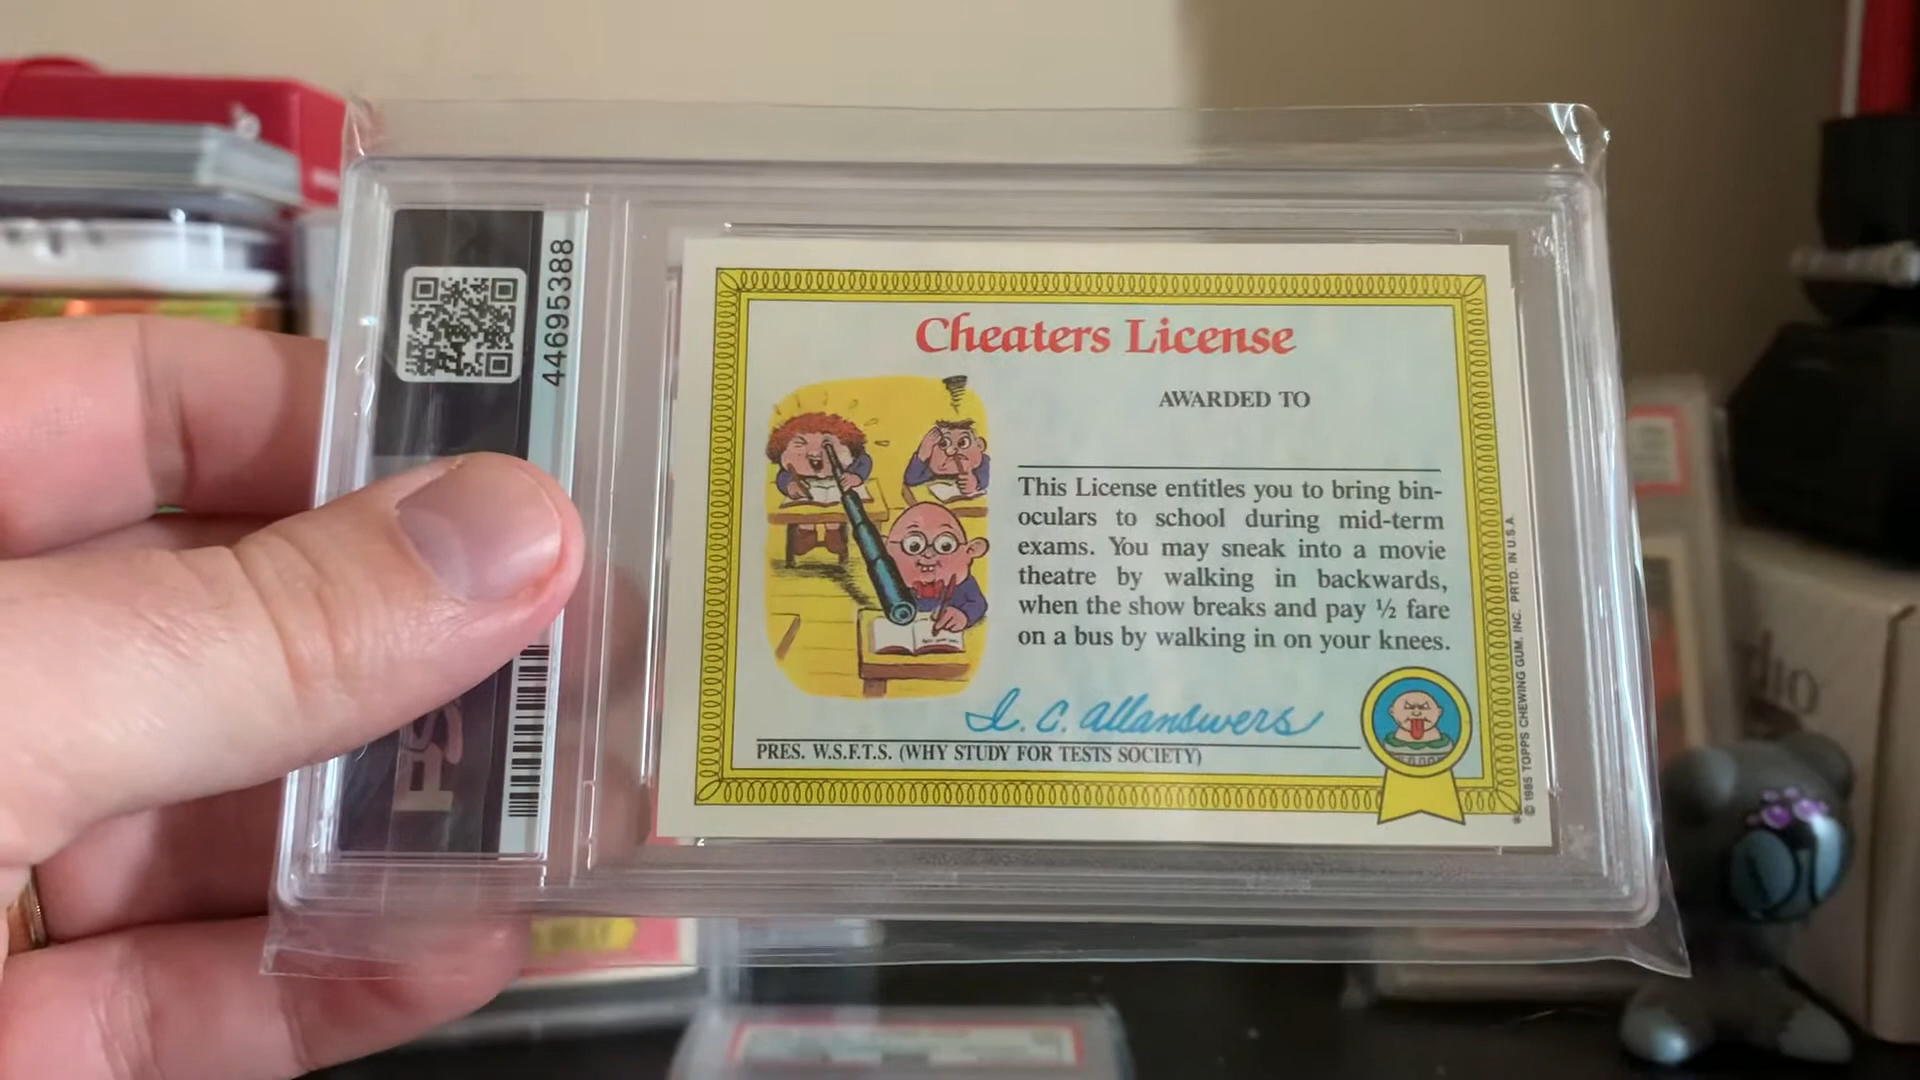 44695388
Cheaters License
AWARDED TO
This License entitles you to bring bin-
oculars to school during mid-term
exams. You may sneak into a movie
theatre by walking in backwards,
when the show breaks and pay ½ fare
on a bus by walking in on your knees.
I. C. Allanswers
PRES. W.S.F.T.S. (WHY STUDY FOR TESTS SOCIETY)
© 1985 TOPPS CHEWING GUM, INC. PRTD. IN U.S.A.
PS